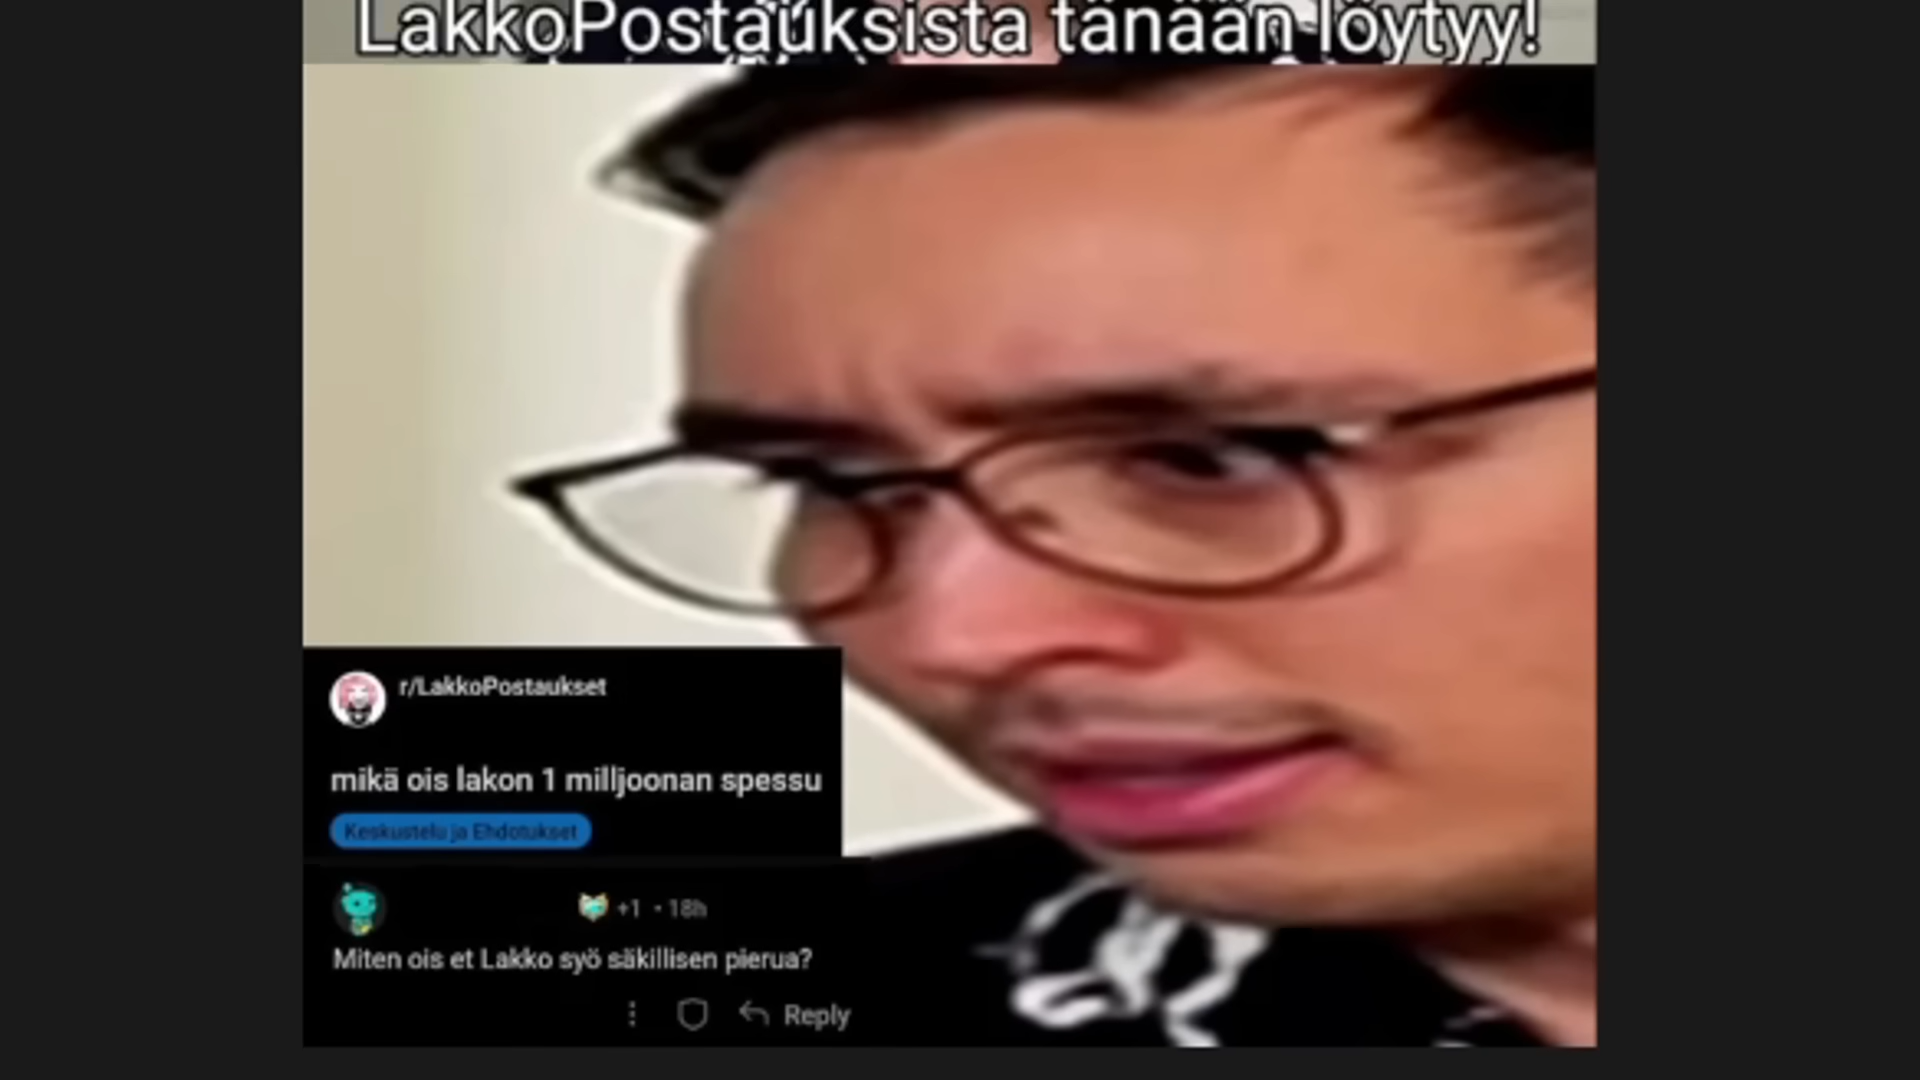 LakkoPostauksista tänään löytyy!
r/LakkoPostaukset
mikä ois lakon 1 milljoonan spessu
Keskustelu ja Ehdotukset
+1 • 18h
Miten ois et Lakko syö säkillisen pierua?
Reply